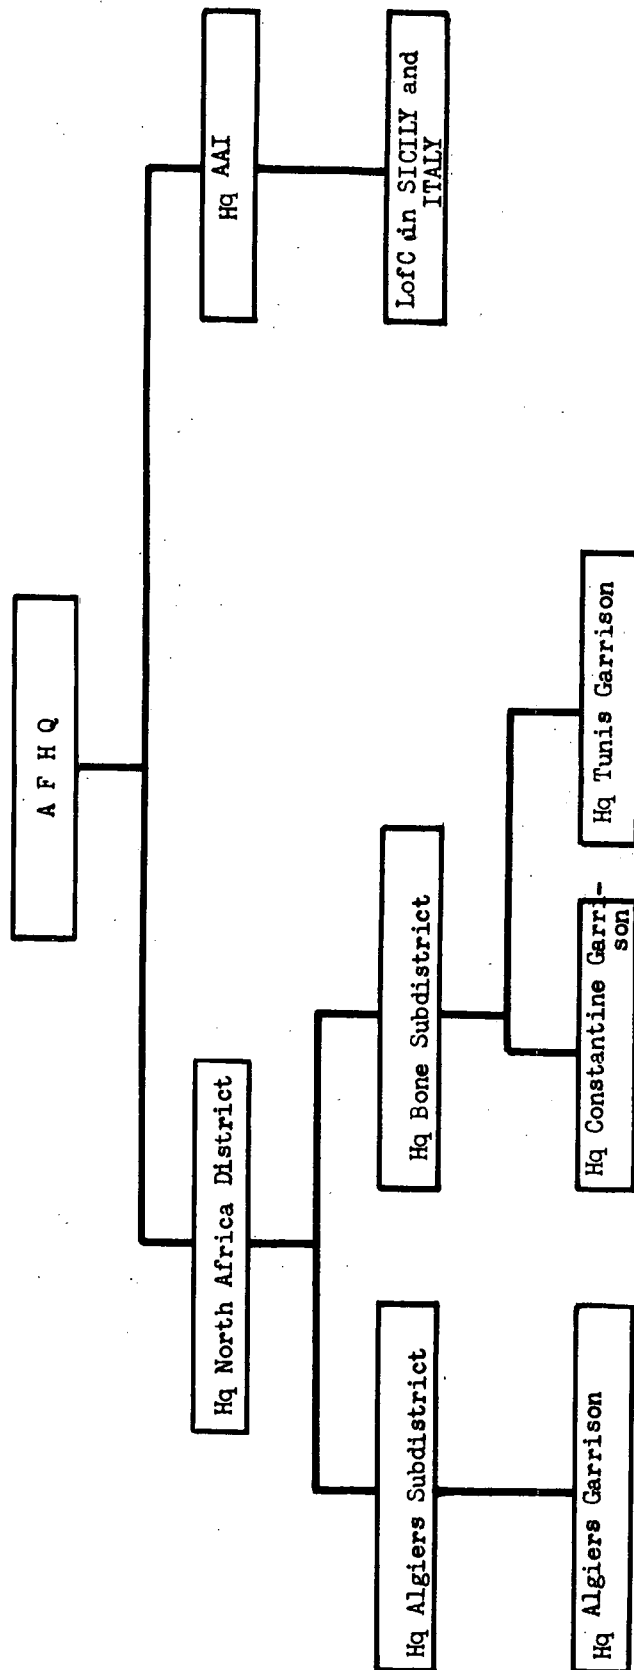 A F H Q
Hq North Africa District
Hq AAI
Hq Algiers Subdistrict
Hq Bone Subdistrict
LofC in SICILY and
ITALY
Hq Algiers Garrison
Hq Constantine Garri-
son
Hq Tunis Garrison